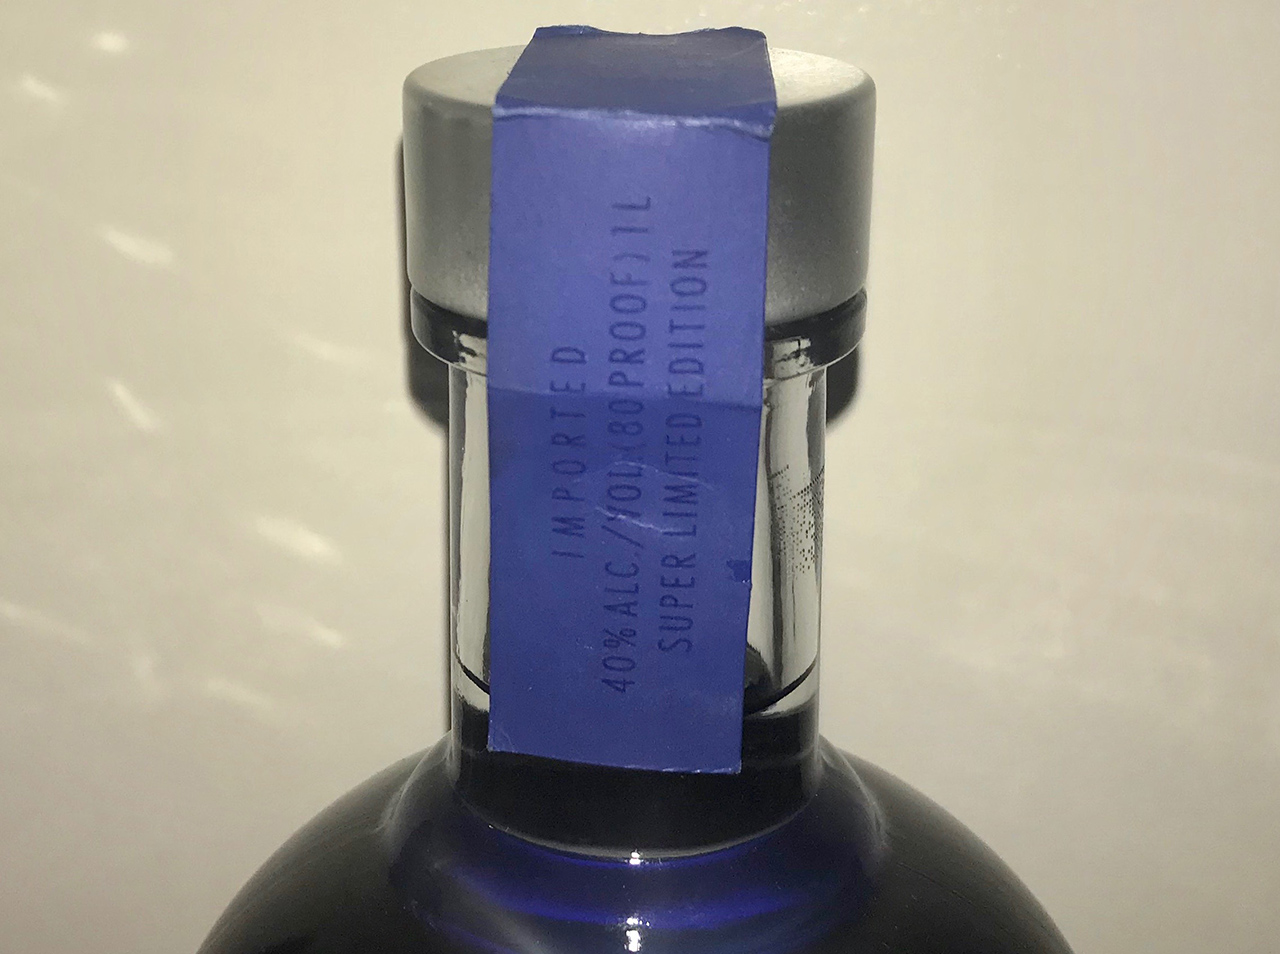 IMPORTED
40% ALC./VOL.(80 PROOF) 1L
SUPER LIMITED EDITION